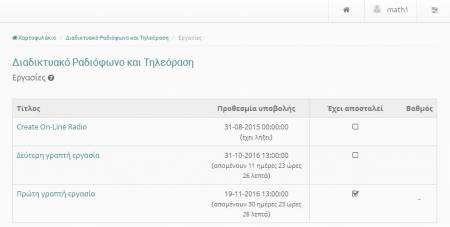 math1
Χαρτοφυλάκιο / Διαδικτυακό Ραδιόφωνο και Τηλεόραση / Εργασίες
Διαδικτυακό Ραδιόφωνο και Τηλεόραση
Εργασίες
Τίτλος Προθεσμία υποβολής Έχει αποσταλεί Βαθμός
Create On-Line Radio 31-08-2015 00:00:00
(έχει λήξει)
Δεύτερη γραπτή εργασία 31-10-2016 13:00:00
(απομένουν 11 ημέρες 23 ώρες
26 λεπτά)
Πρώτη γραπτή εργασία 19-11-2016 13:00:00 -
(απομένουν 30 ημέρες 23 ώρες
26 λεπτά)